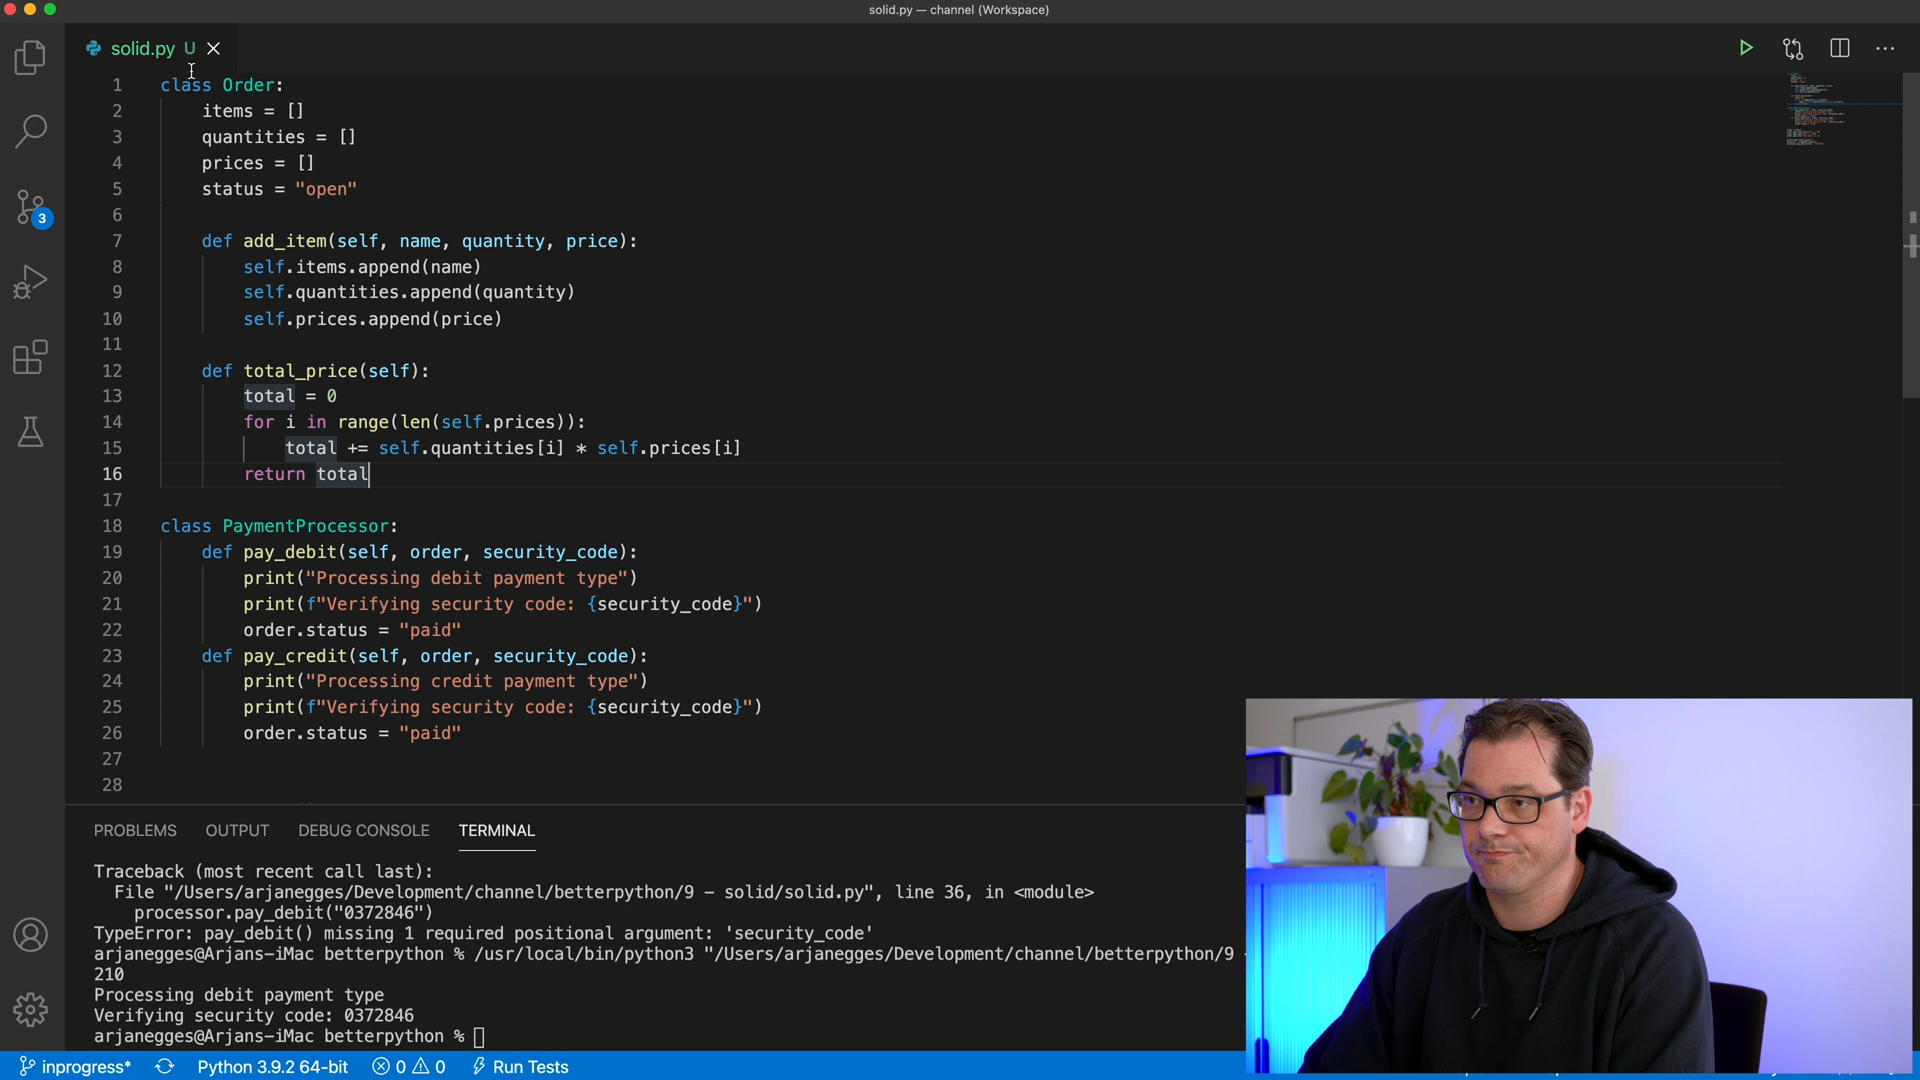 solid.py — channel (Workspace)
solid.py U
1 class Order:
2 items = []
3 quantities = []
4 prices = []
5 status = "open"
6
7 def add_item(self, name, quantity, price):
8 self.items.append(name)
9 self.quantities.append(quantity)
10 self.prices.append(price)
11
12 def total_price(self):
13 total = 0
14 for i in range(len(self.prices)):
15 total += self.quantities[i] * self.prices[i]
16 return total
17
18 class PaymentProcessor:
19 def pay_debit(self, order, security_code):
20 print("Processing debit payment type")
21 print(f"Verifying security code: {security_code}")
22 order.status = "paid"
23 def pay_credit(self, order, security_code):
24 print("Processing credit payment type")
25 print(f"Verifying security code: {security_code}")
26 order.status = "paid"
27
28
3
PROBLEMS OUTPUT DEBUG CONSOLE TERMINAL
Traceback (most recent call last):
File "/Users/arjanegges/Development/channel/betterpython/9 – solid/solid.py", line 36, in <module>
processor.pay_debit("0372846")
TypeError: pay_debit() missing 1 required positional argument: 'security_code'
arjanegges@Arjans-iMac betterpython % /usr/local/bin/python3 "/Users/arjanegges/Development/channel/betterpython/9
210
Processing debit payment type
Verifying security code: 0372846
arjanegges@Arjans-iMac betterpython %
inprogress* Python 3.9.2 64-bit 0 0 Run Tests